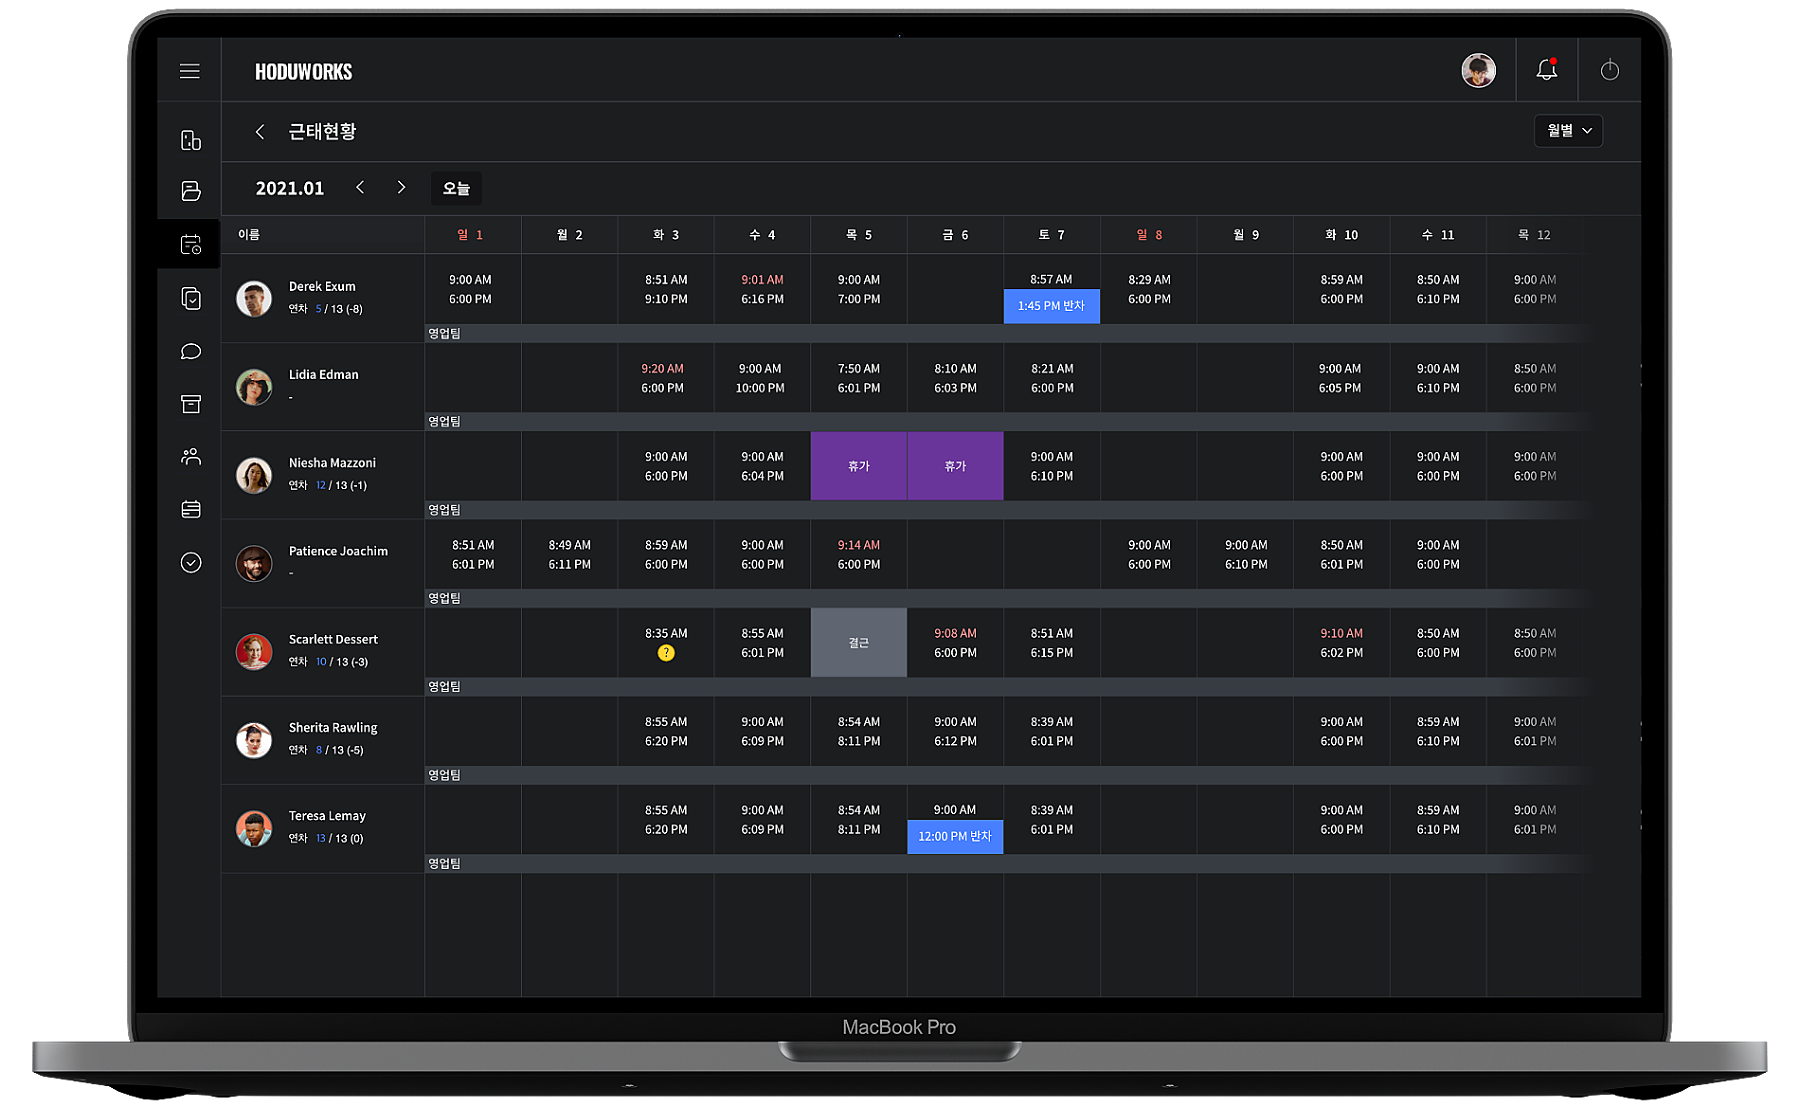 HODUWORKS
근태현황
월별
2021.01 오늘
이름 일 1 월 2 화 3 수 4 목 5 금 6 토 7 일 8 월 9 화 10 수 11 목 12
Derek Exum 9:00 AM 8:51 AM 9:01 AM 9:00 AM 8:57 AM 8:29 AM 8:59 AM 8:50 AM 9:00 AM
연차 5 / 13 (-8) 6:00 PM 9:10 PM 6:16 PM 7:00 PM 1:45 PM 반차 6:00 PM 6:00 PM 6:10 PM 6:00 PM
영업팀
Lidia Edman 9:20 AM 9:00 AM 7:50 AM 8:10 AM 8:21 AM 9:00 AM 9:00 AM 8:50 AM
- 6:00 PM 10:00 PM 6:01 PM 6:03 PM 6:00 PM 6:05 PM 6:10 PM 6:00 PM
영업팀
Niesha Mazzoni 9:00 AM 9:00 AM 휴가 휴가 9:00 AM 9:00 AM 9:00 AM 9:00 AM
연차 12 / 13 (-1) 6:00 PM 6:04 PM 6:10 PM 6:00 PM 6:00 PM 6:00 PM
영업팀
Patience Joachim 8:51 AM 8:49 AM 8:59 AM 9:00 AM 9:14 AM 9:00 AM 9:00 AM 8:50 AM 9:00 AM
- 6:01 PM 6:11 PM 6:00 PM 6:00 PM 6:00 PM 6:00 PM 6:10 PM 6:01 PM 6:00 PM
영업팀
Scarlett Dessert 8:35 AM 8:55 AM 결근 9:08 AM 8:51 AM 9:10 AM 8:50 AM 8:50 AM
연차 10 / 13 (-3) ? 6:01 PM 6:00 PM 6:15 PM 6:02 PM 6:00 PM 6:00 PM
영업팀
Sherita Rawling 8:55 AM 9:00 AM 8:54 AM 9:00 AM 8:39 AM 9:00 AM 8:59 AM 9:00 AM
연차 8 / 13 (-5) 6:20 PM 6:09 PM 8:11 PM 6:12 PM 6:01 PM 6:00 PM 6:10 PM 6:01 PM
영업팀
Teresa Lemay 8:55 AM 9:00 AM 8:54 AM 9:00 AM 8:39 AM 9:00 AM 8:59 AM 9:00 AM
연차 13 / 13 (0) 6:20 PM 6:09 PM 8:11 PM 12:00 PM 반차 6:01 PM 6:00 PM 6:10 PM 6:01 PM
영업팀
MacBook Pro